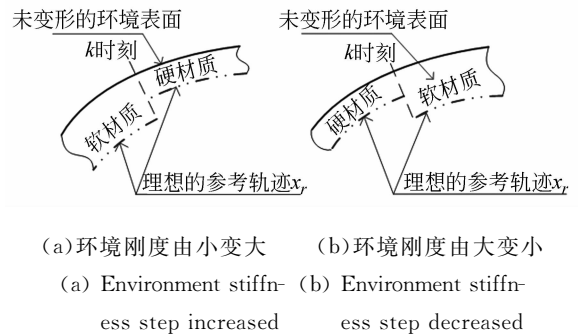 未变形的环境表面
k时刻
硬材质
软材质
理想的参考轨迹xr
未变形的环境表面
k时刻
硬材质
软材质
理想的参考轨迹xr
(a)环境刚度由小变大 (b)环境刚度由大变小
(a) Environment stiffn- (b) Environment stiffn-
ess step increased ess step decreased